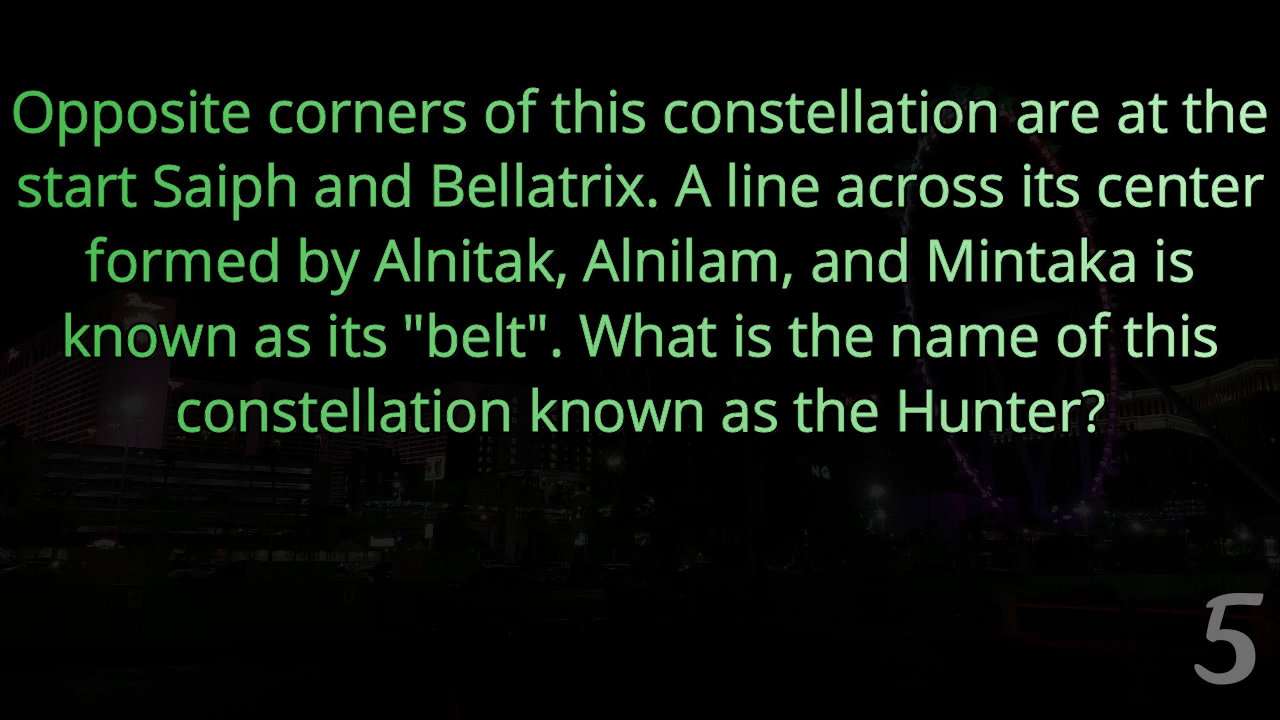 Opposite corners of this constellation are at the
start Saiph and Bellatrix. A line across its center
formed by Alnitak, Alnilam, and Mintaka is
known as its "belt". What is the name of this
constellation known as the Hunter?
5